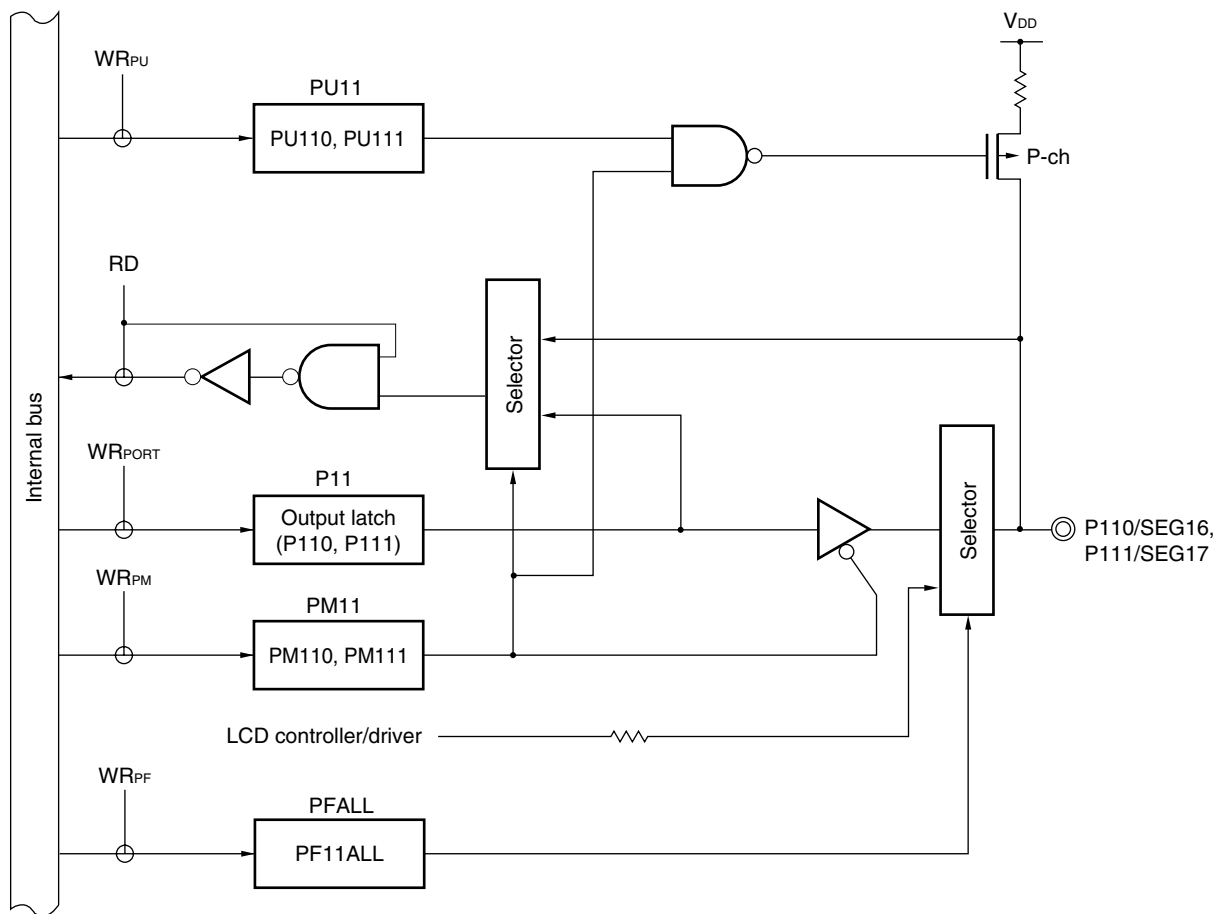 VDD
WRPU
PU11
PU110, PU111
P-ch
RD
Selector
Internal bus
WRPORT
P11
Output latch
(P110, P111)
Selector
P110/SEG16,
P111/SEG17
WRPM
PM11
PM110, PM111
LCD controller/driver
WRPF
PFALL
PF11ALL